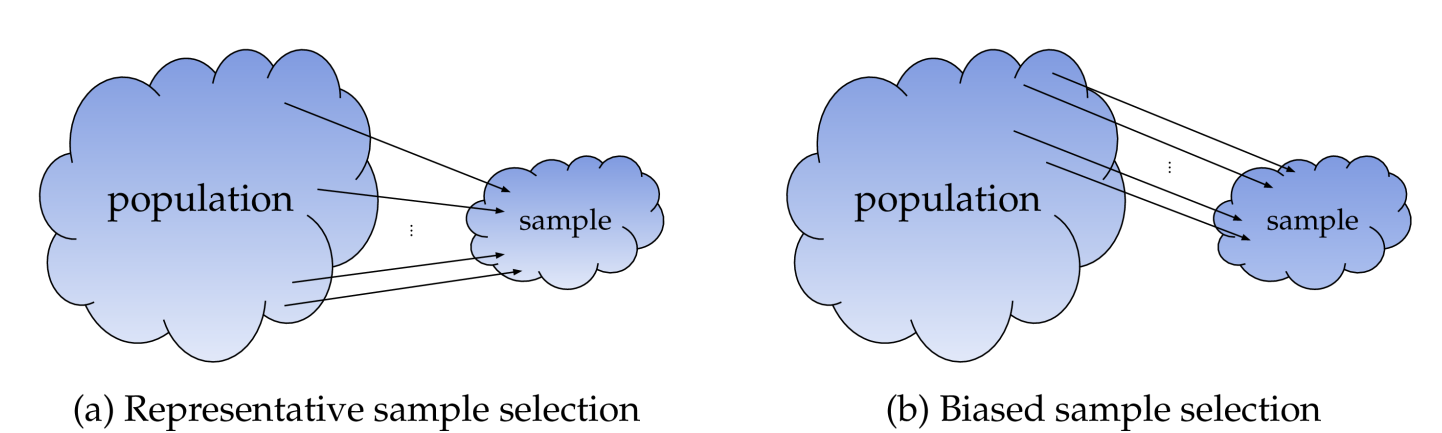 population
sample
⋮
(a) Representative sample selection
population
sample
⋮
(b) Biased sample selection